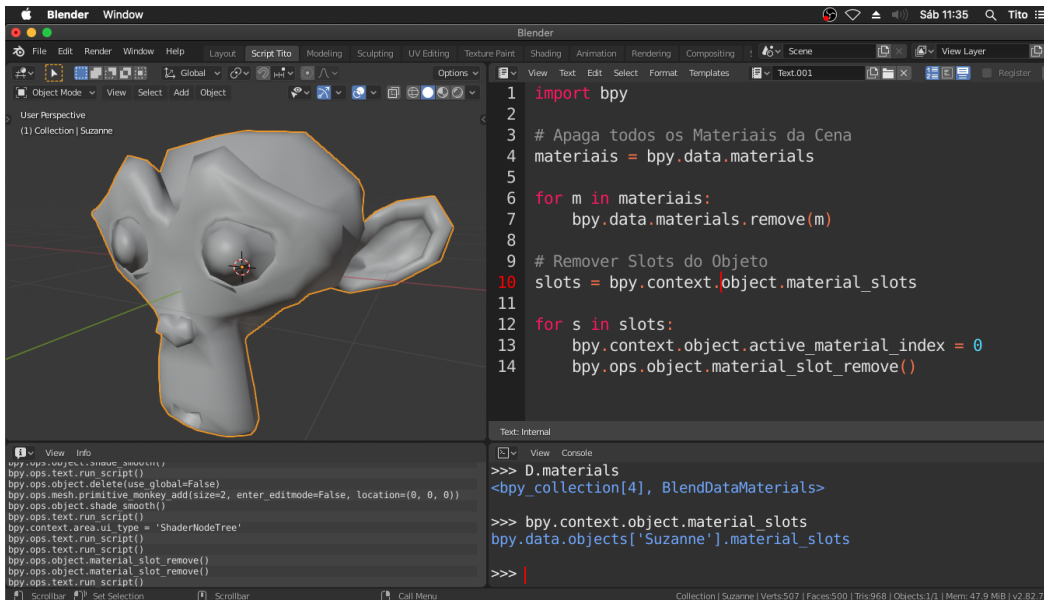 Blender Window
Sáb 11:35 Tito
Blender
File Edit Render Window Help Layout Script Tito Modeling Sculpting UV Editing Texture Paint Shading Animation Rendering Compositing Scene View Layer
Global Options
View Text Edit Select Format Templates Text.001 Register
Object Mode View Select Add Object
User Perspective
(1) Collection | Suzanne
1 import bpy
2
3 # Apaga todos os Materiais da Cena
4 materiais = bpy.data.materials
5
6 for m in materiais:
7 bpy.data.materials.remove(m)
8
9 # Remover Slots do Objeto
10 slots = bpy.context.object.material_slots
11
12 for s in slots:
13 bpy.context.object.active_material_index = 0
14 bpy.ops.object.material_slot_remove()
Text: Internal
View Info
bpy.ops.object.shade_smooth()
bpy.ops.text.run_script()
bpy.ops.object.delete(use_global=False)
bpy.ops.mesh.primitive_monkey_add(size=2, enter_editmode=False, location=(0, 0, 0))
bpy.ops.object.shade_smooth()
bpy.ops.text.run_script()
bpy.context.area.ui_type = 'ShaderNodeTree'
bpy.ops.text.run_script()
bpy.ops.text.run_script()
bpy.ops.object.material_slot_remove()
bpy.ops.object.material_slot_remove()
bpy.ops.text.run_script()
View Console
>>> D.materials
<bpy_collection[4], BlendDataMaterials>
>>> bpy.context.object.material_slots
bpy.data.objects['Suzanne'].material_slots
>>>
Scrollbar Set Selection Scrollbar Call Menu Collection | Suzanne | Verts:507 | Faces:500 | Tris:968 | Objects:1/1 | Mem: 47.9 MiB | v2.82.7